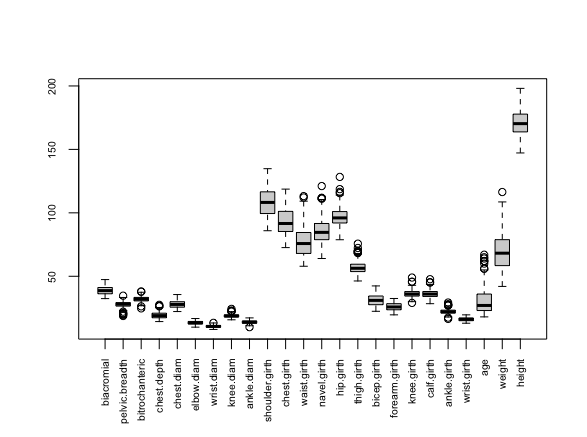 200
150
100
50
biacromial
pelvic.breadth
bitrochanteric
chest.depth
chest.diam
elbow.diam
wrist.diam
knee.diam
ankle.diam
shoulder.girth
chest.girth
waist.girth
navel.girth
hip.girth
thigh.girth
bicep.girth
forearm.girth
knee.girth
calf.girth
ankle.girth
wrist.girth
age
weight
height